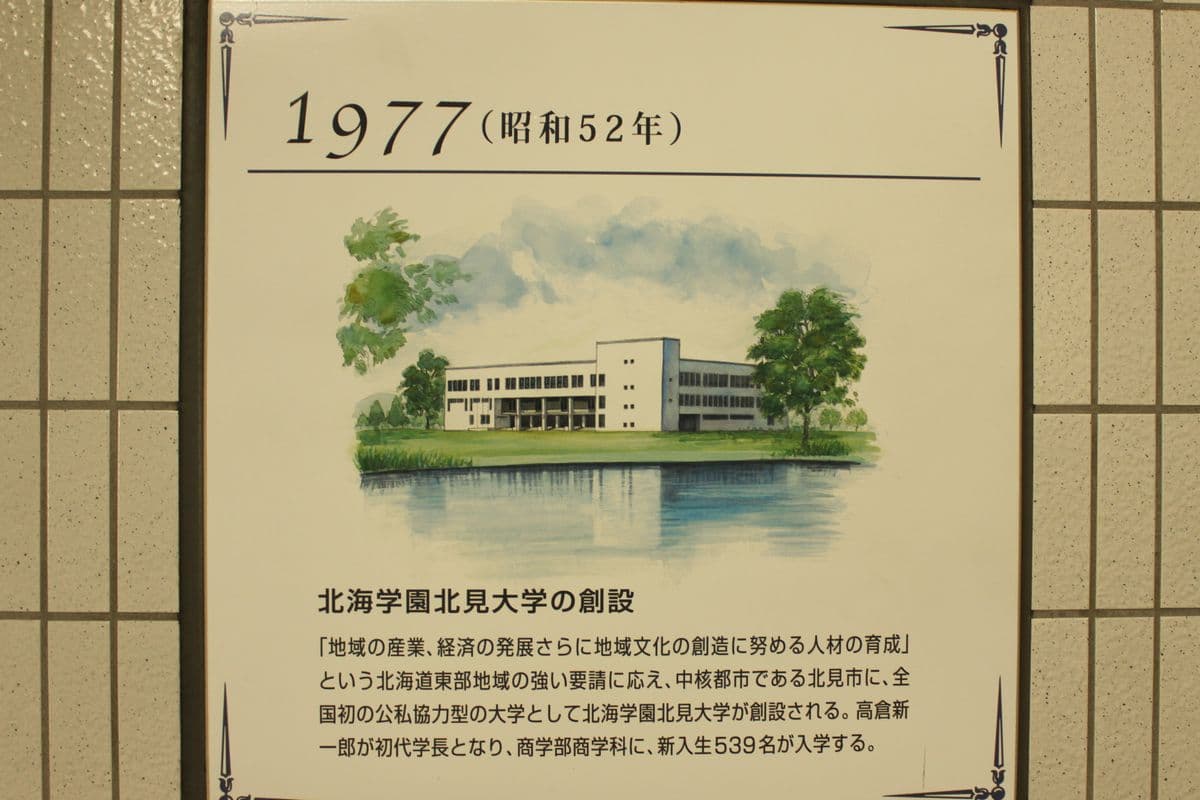 1977(昭和52年)
北海学園北見大学の創設
「地域の産業、経済の発展さらに地域文化の創造に努める人材の育成」
という北海道東部地域の強い要請に応え、中核都市である北見市に、全
国初の公私協力型の大学として北海学園北見大学が創設される。高倉新
一郎が初代学長となり、商学部商学科に、新入生539名が入学する。